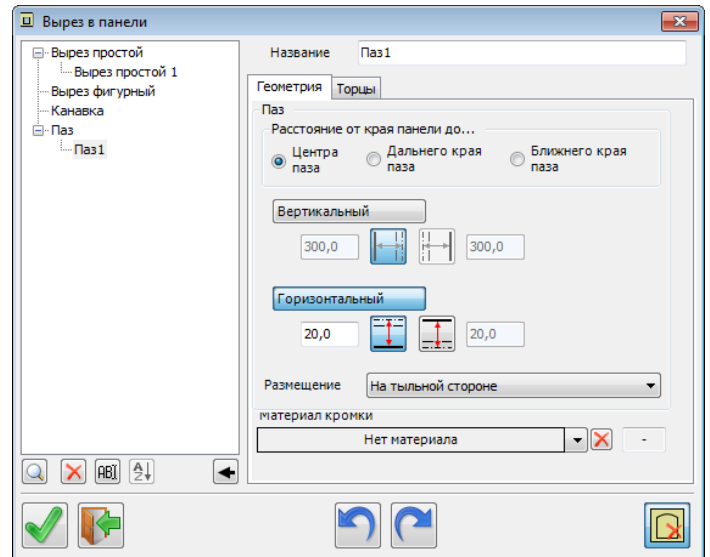 Вырез в панели
Вырез простой
Вырез простой 1
Вырез фигурный
Канавка
Паз
Паз1
Название Паз1
Геометрия Торцы
Паз
Расстояние от края панели до...
Центра паза
Дальнего края паза
Ближнего края паза
Вертикальный
300,0 300,0
Горизонтальный
20,0 20,0
Размещение На тыльной стороне
Материал кромки
Нет материала -
АВ
A
Z